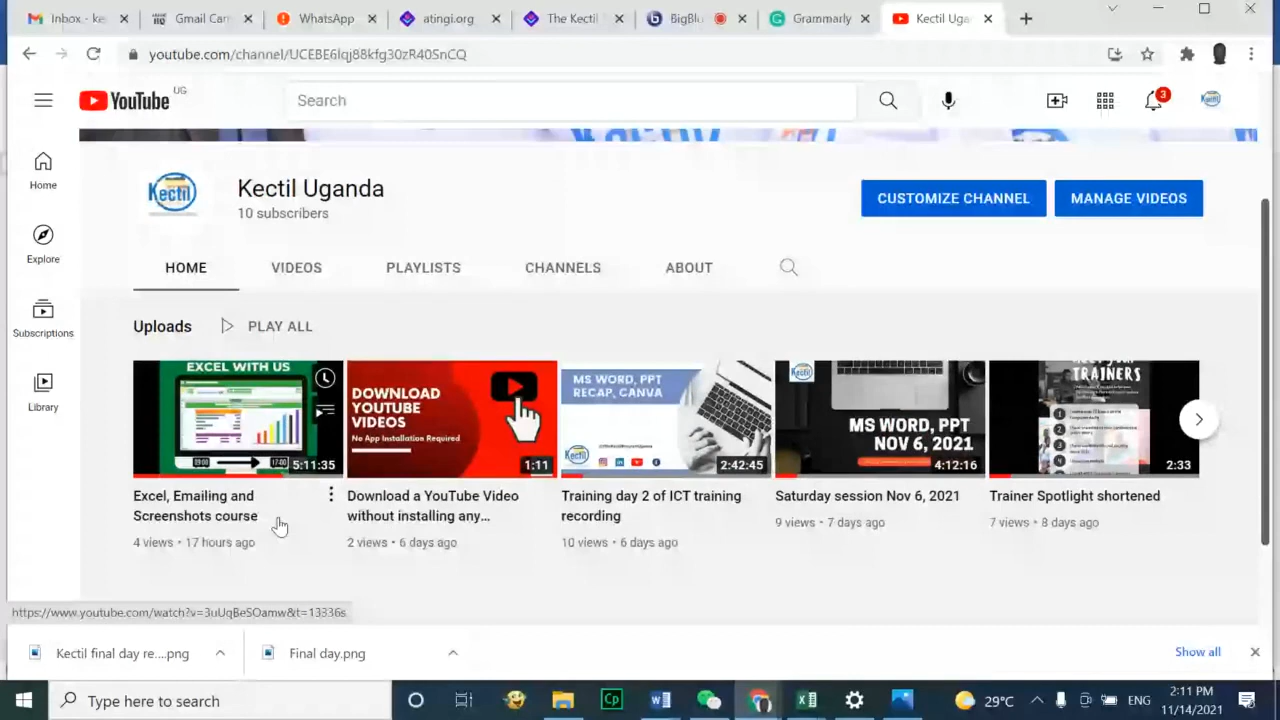 Inbox - ke
Gmail Can
WhatsApp
atingi.org
The Kectil
BigBlu
Grammarly
Kectil Uga
youtube.com/channel/UCEBE6lqj88kfg30zR40SnCQ
YouTube
UG
Search
3
Kectil
Home
Explore
Subscriptions
Library
Kectil
Kectil Uganda
10 subscribers
CUSTOMIZE CHANNEL
MANAGE VIDEOS
HOME
VIDEOS
PLAYLISTS
CHANNELS
ABOUT
Uploads
PLAY ALL
EXCEL WITH US
5:11:35
DOWNLOAD
YOUTUBE
VIDEOS
No App Installation Required
1:11
MS WORD, PPT
RECAP, CANVA
Kectil
2:42:45
Kectil
MS WORD, PPT
NOV 6, 2021
4:12:16
TRAINERS
2:33
Excel, Emailing and
Screenshots course
4 views • 17 hours ago
Download a YouTube Video
without installing any...
2 views • 6 days ago
Training day 2 of ICT training
recording
10 views • 6 days ago
Saturday session Nov 6, 2021
9 views • 7 days ago
Trainer Spotlight shortened
7 views • 8 days ago
https://www.youtube.com/watch?v=3uUqBeSOamw&t=13336s
Kectil final day re....png
Final day.png
Show all
Type here to search
Cp
29°C
ENG
2:11 PM
11/14/2021